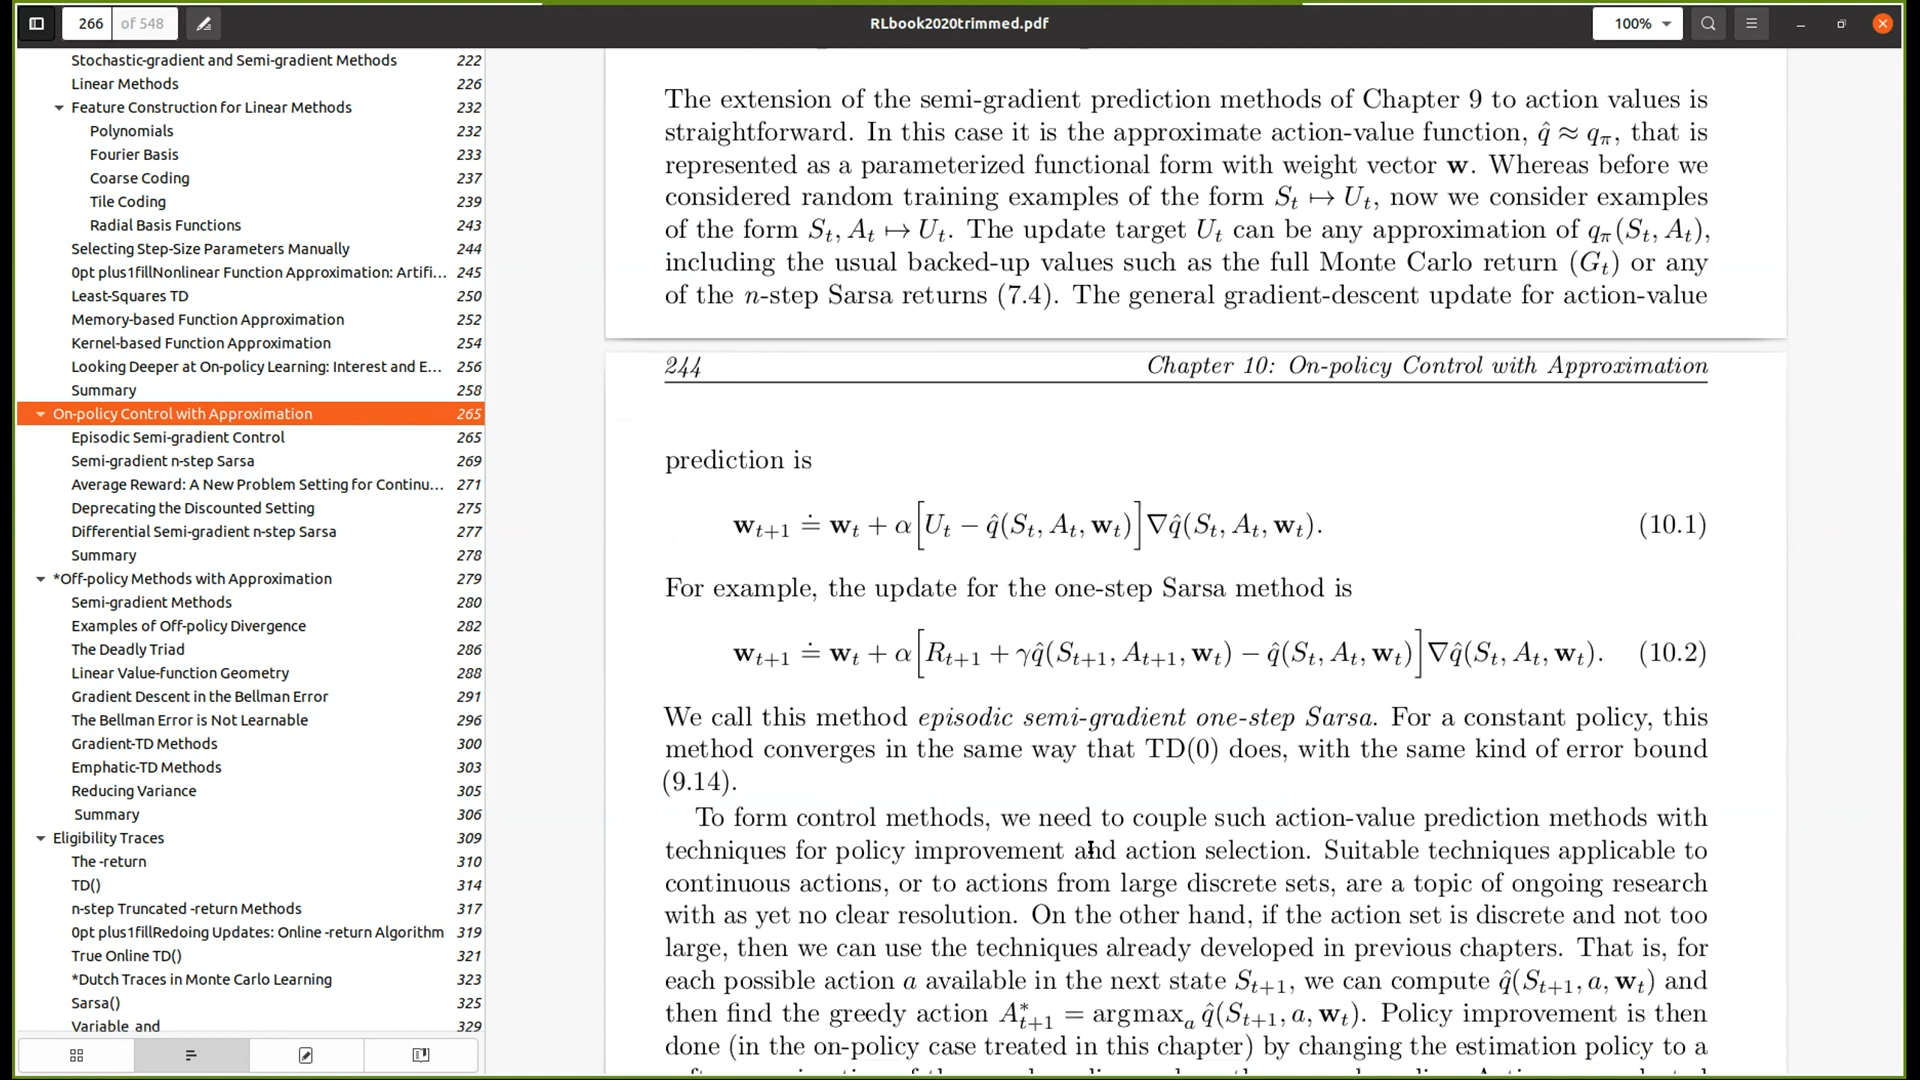 266 of 548
RLbook2020trimmed.pdf
100%
Stochastic-gradient and Semi-gradient Methods 222
Linear Methods 226
Feature Construction for Linear Methods 232
Polynomials 232
Fourier Basis 233
Coarse Coding 237
Tile Coding 239
Radial Basis Functions 243
Selecting Step-Size Parameters Manually 244
0pt plus1fillNonlinear Function Approximation: Artifi... 245
Least-Squares TD 250
Memory-based Function Approximation 252
Kernel-based Function Approximation 254
Looking Deeper at On-policy Learning: Interest and E... 256
Summary 258
On-policy Control with Approximation 265
Episodic Semi-gradient Control 265
Semi-gradient n-step Sarsa 269
Average Reward: A New Problem Setting for Continu... 271
Deprecating the Discounted Setting 275
Differential Semi-gradient n-step Sarsa 277
Summary 278
*Off-policy Methods with Approximation 279
Semi-gradient Methods 280
Examples of Off-policy Divergence 282
The Deadly Triad 286
Linear Value-function Geometry 288
Gradient Descent in the Bellman Error 291
The Bellman Error is Not Learnable 296
Gradient-TD Methods 300
Emphatic-TD Methods 303
Reducing Variance 305
Summary 306
Eligibility Traces 309
The -return 310
TD() 314
n-step Truncated -return Methods 317
0pt plus1fillRedoing Updates: Online -return Algorithm 319
True Online TD() 321
*Dutch Traces in Monte Carlo Learning 323
Sarsa() 325
Variable and 329
The extension of the semi-gradient prediction methods of Chapter 9 to action values is
straightforward. In this case it is the approximate action-value function, q̂ ≈ qπ, that is
represented as a parameterized functional form with weight vector w. Whereas before we
considered random training examples of the form St ↦ Ut, now we consider examples
of the form St, At ↦ Ut. The update target Ut can be any approximation of qπ(St, At),
including the usual backed-up values such as the full Monte Carlo return (Gt) or any
of the n-step Sarsa returns (7.4). The general gradient-descent update for action-value
244 Chapter 10: On-policy Control with Approximation
prediction is
wt+1 ≐ wt + α[Ut − q̂(St, At, wt)]∇q̂(St, At, wt). (10.1)
For example, the update for the one-step Sarsa method is
wt+1 ≐ wt + α[Rt+1 + γq̂(St+1, At+1, wt) − q̂(St, At, wt)]∇q̂(St, At, wt). (10.2)
We call this method episodic semi-gradient one-step Sarsa. For a constant policy, this
method converges in the same way that TD(0) does, with the same kind of error bound
(9.14).
To form control methods, we need to couple such action-value prediction methods with
techniques for policy improvement and action selection. Suitable techniques applicable to
continuous actions, or to actions from large discrete sets, are a topic of ongoing research
with as yet no clear resolution. On the other hand, if the action set is discrete and not too
large, then we can use the techniques already developed in previous chapters. That is, for
each possible action a available in the next state St+1, we can compute q̂(St+1, a, wt) and
then find the greedy action A*t+1 = argmaxa q̂(St+1, a, wt). Policy improvement is then
done (in the on-policy case treated in this chapter) by changing the estimation policy to a